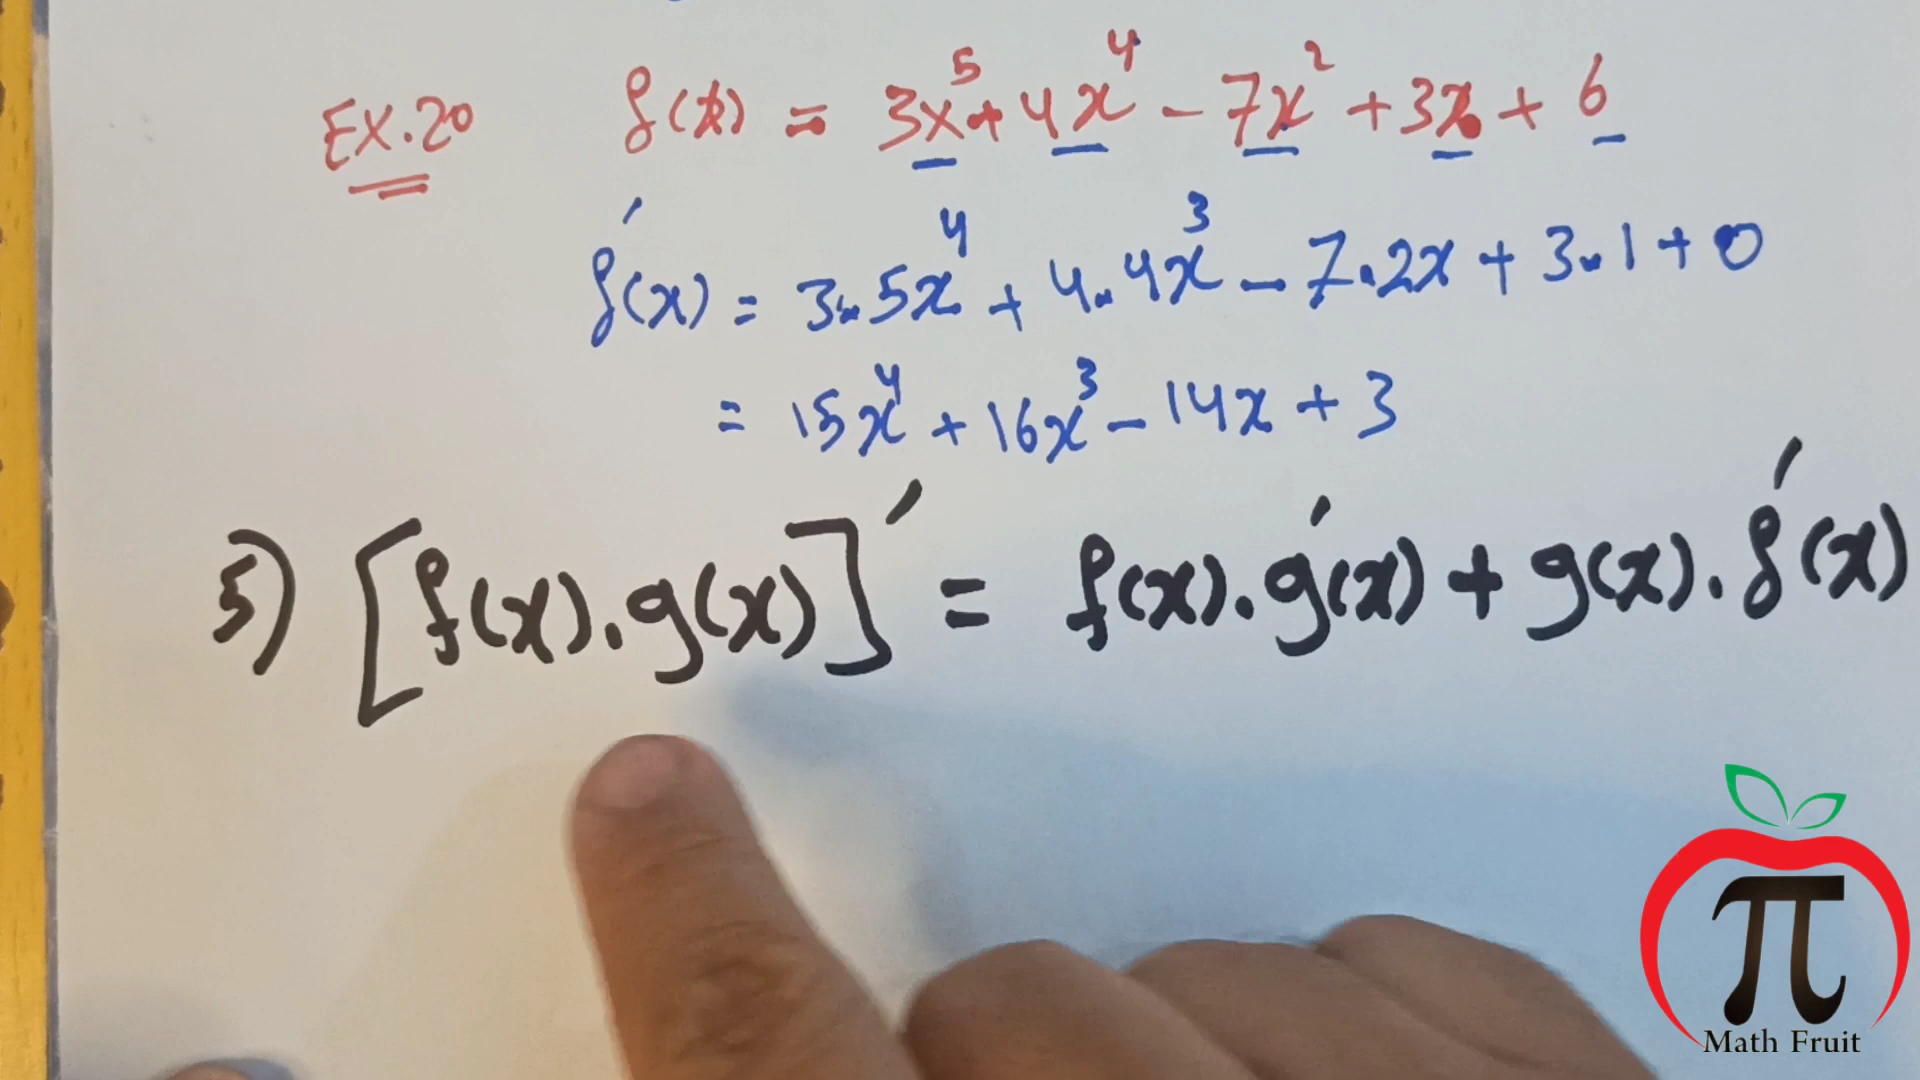 EX.20 f(x) = 3x⁵+4x⁴-7x²+3x+6
f'(x) = 3.5x⁴+4.4x³-7.2x+3.1+0
= 15x⁴+16x³-14x+3
5) [f(x).g(x)]' = f(x).g'(x)+g(x).f'(x)
π
Math Fruit